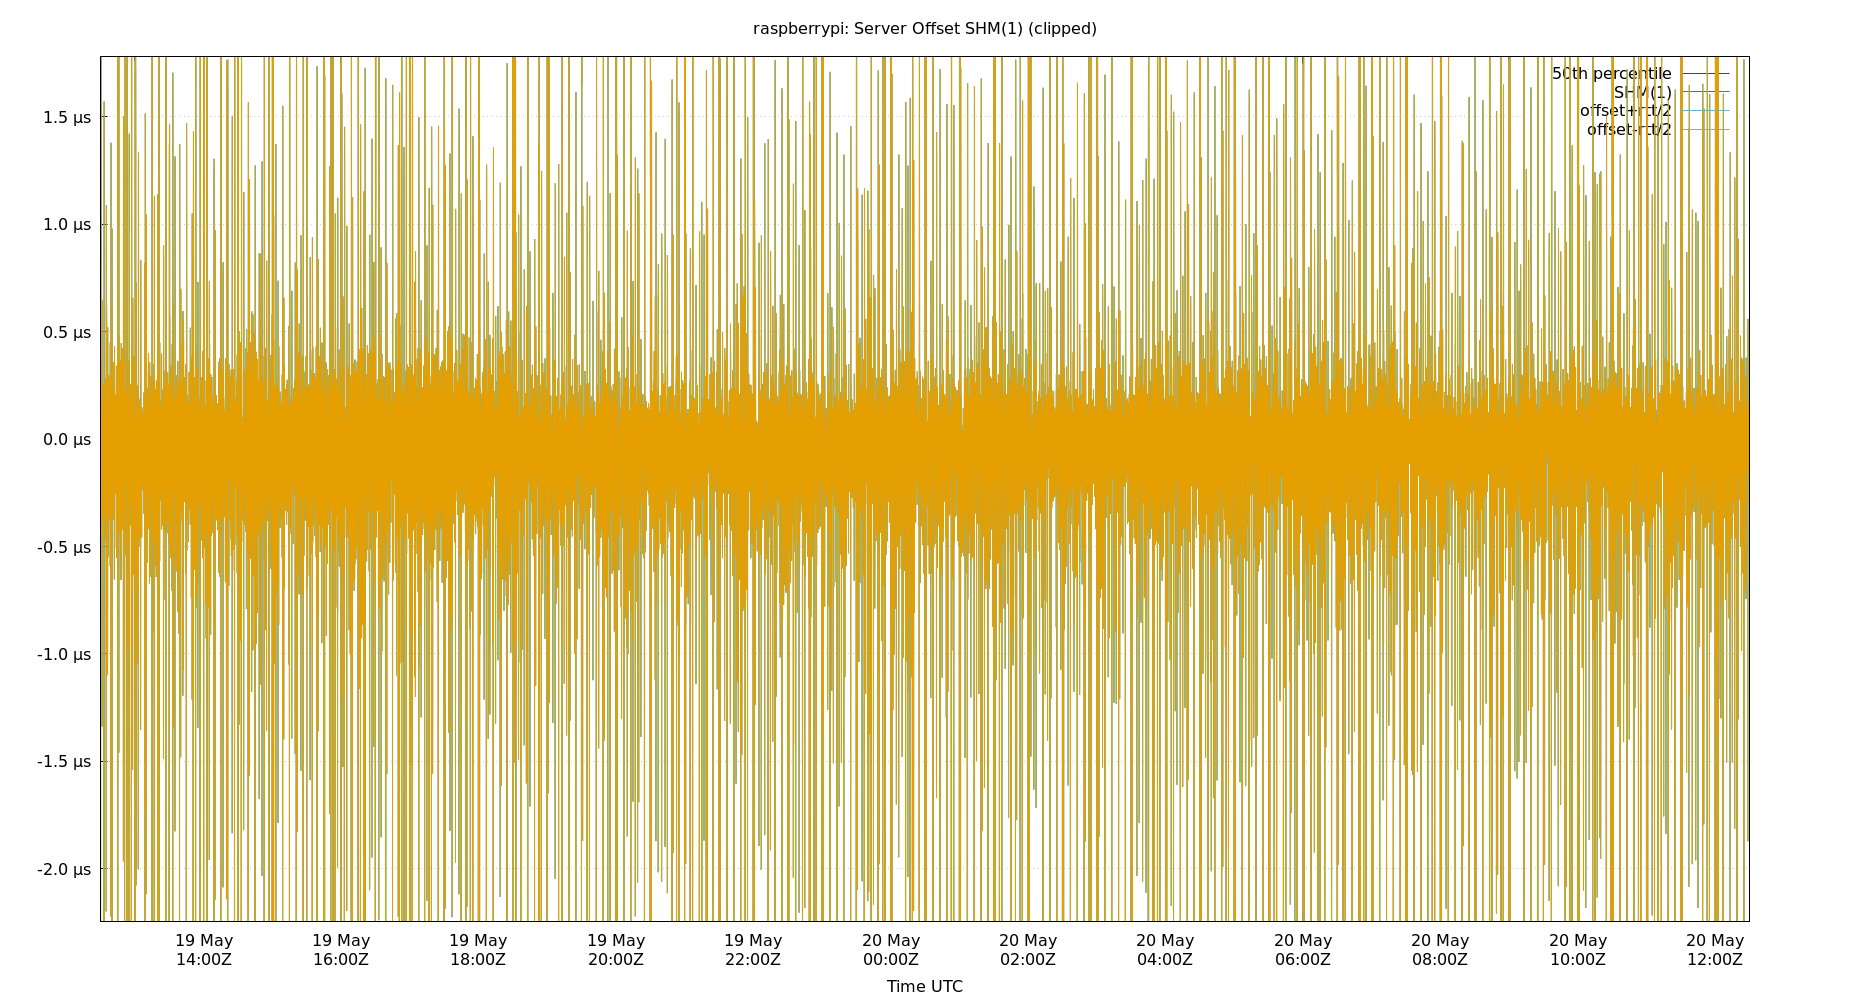 raspberrypi: Server Offset SHM(1) (clipped)
50th percentile
SHM(1)
offset+rtt/2
offset-rtt/2
1.5 µs
1.0 µs
0.5 µs
0.0 µs
-0.5 µs
-1.0 µs
-1.5 µs
-2.0 µs
19 May 19 May 19 May 19 May 19 May 20 May 20 May 20 May 20 May 20 May 20 May 20 May
14:00Z 16:00Z 18:00Z 20:00Z 22:00Z 00:00Z 02:00Z 04:00Z 06:00Z 08:00Z 10:00Z 12:00Z
Time UTC